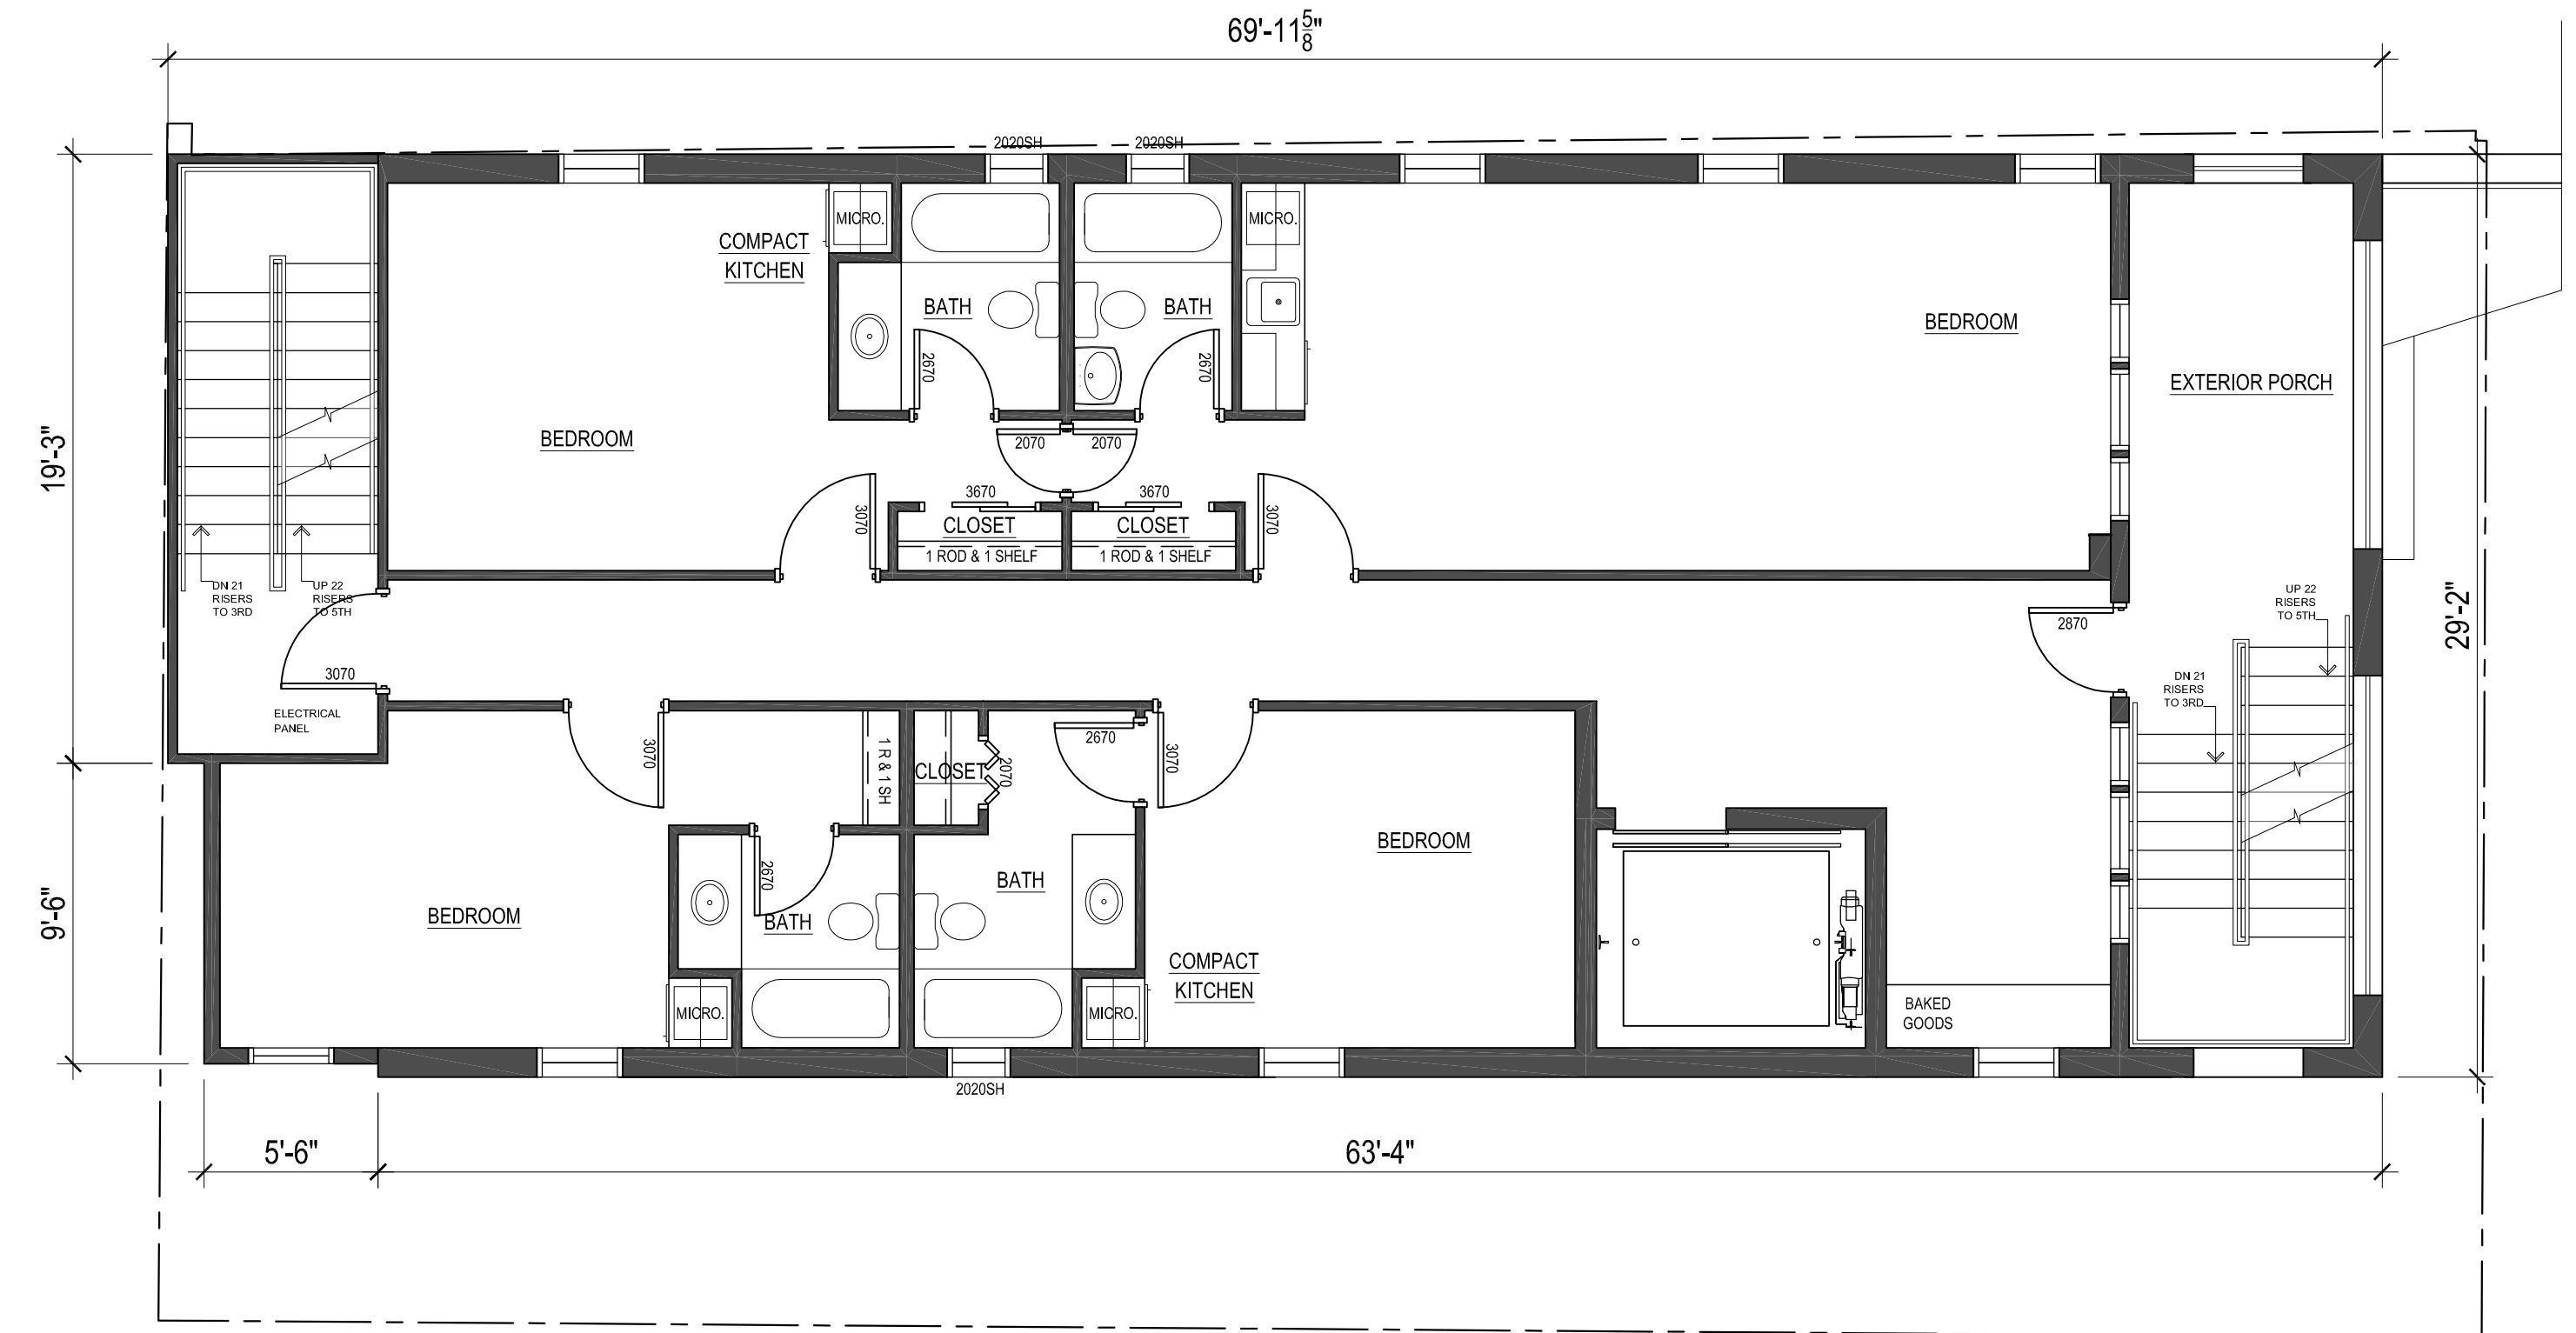 69'-11 5/8"
2020SH
2020SH
MICRO.
MICRO.
COMPACT
KITCHEN
BATH
BATH
BEDROOM
2670
2670
EXTERIOR PORCH
BEDROOM
2070
2070
19'-3"
3670
3670
3070
3070
CLOSET
CLOSET
1 ROD & 1 SHELF
1 ROD & 1 SHELF
DN 21
RISERS
TO 3RD
UP 22
RISERS
TO 5TH
UP 22
RISERS
TO 5TH
29'-2"
2870
3070
DN 21
RISERS
TO 3RD
ELECTRICAL
PANEL
2670
3070
1 R & 1 SH
CLOSET
2070
3070
BEDROOM
2670
BATH
BEDROOM
BATH
9'-6"
COMPACT
KITCHEN
MICRO.
MICRO.
BAKED
GOODS
2020SH
5'-6"
63'-4"